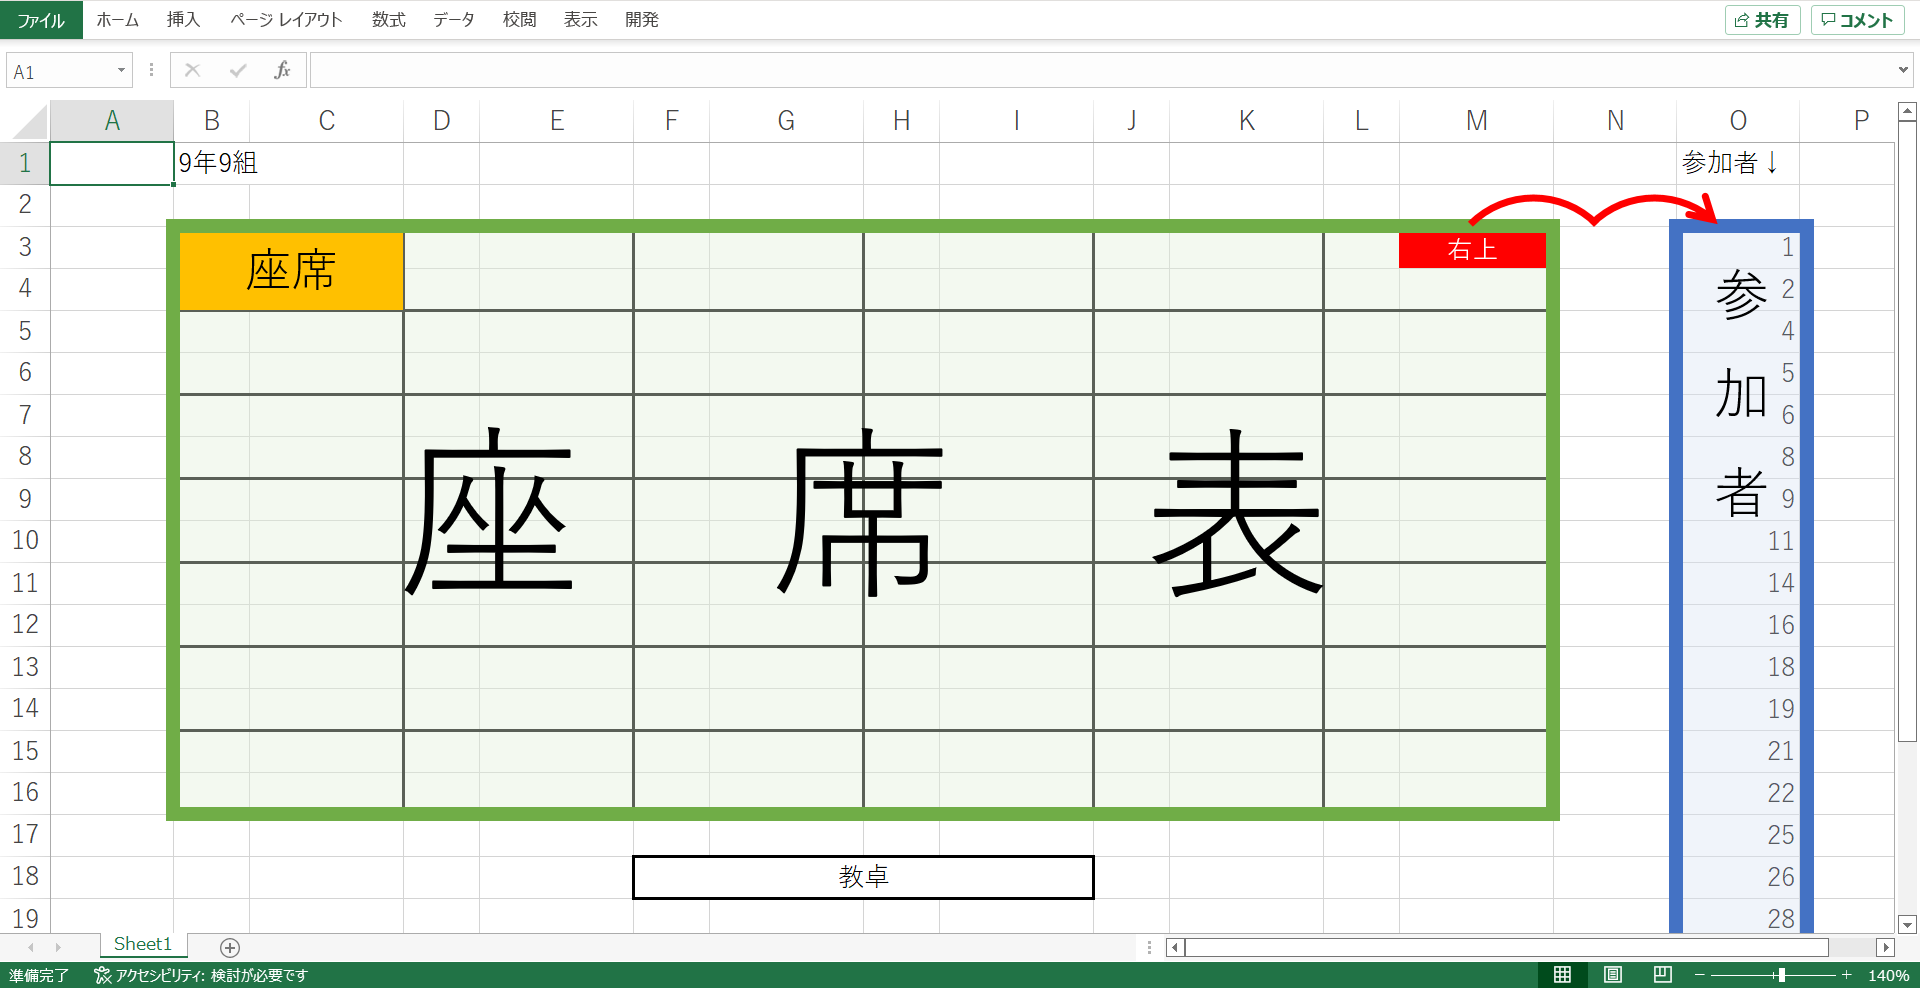 ファイル ホーム 挿入 ページ レイアウト 数式 データ 校閲 表示 開発 共有 コメント
A1 fx
A B C D E F G H I J K L M N O P
1 9年9組 参加者↓
2
3 座席 右上 1
4 2
5 4
6 5
7 6
8 8
9 9
10 11
11 14
12 16
13 18
14 19
15 21
16 22
17 25
18 教卓 26
19 28
座席表
参加者
Sheet1
準備完了 アクセシビリティ: 検討が必要です 140%